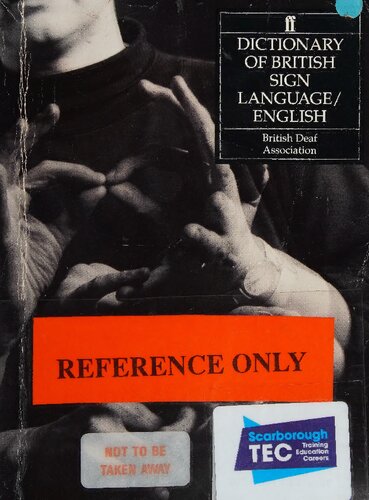 ff
DICTIONARY
OF BRITISH
SIGN
LANGUAGE/
ENGLISH
British Deaf
Association
REFERENCE ONLY
NOT TO BE
TAKEN AWAY
Scarborough
TEC
Training
Education
Careers